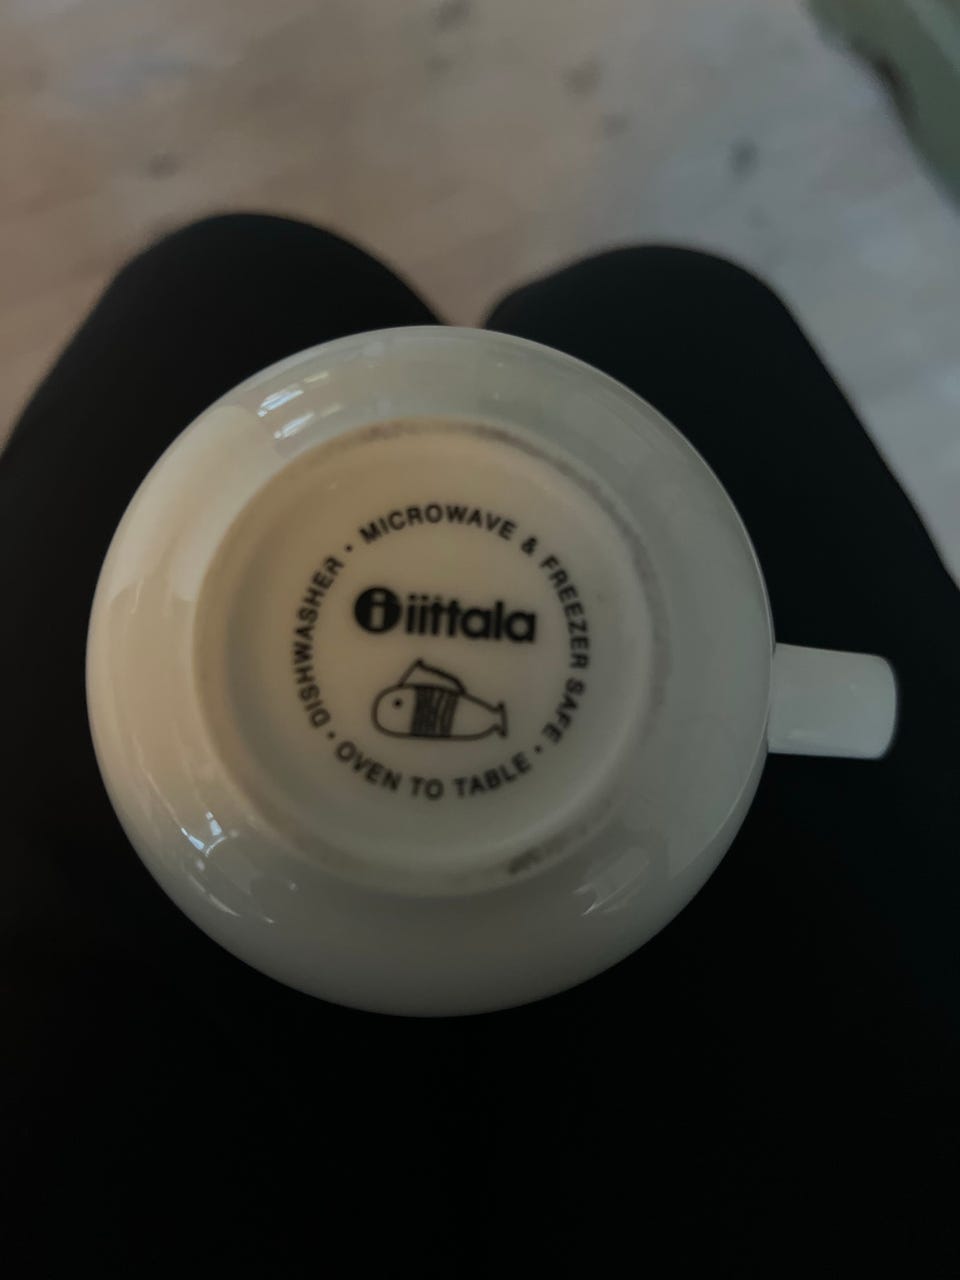 MICROWAVE & FREEZER SAFE • OVEN TO TABLE • DISHWASHER •
i iittala